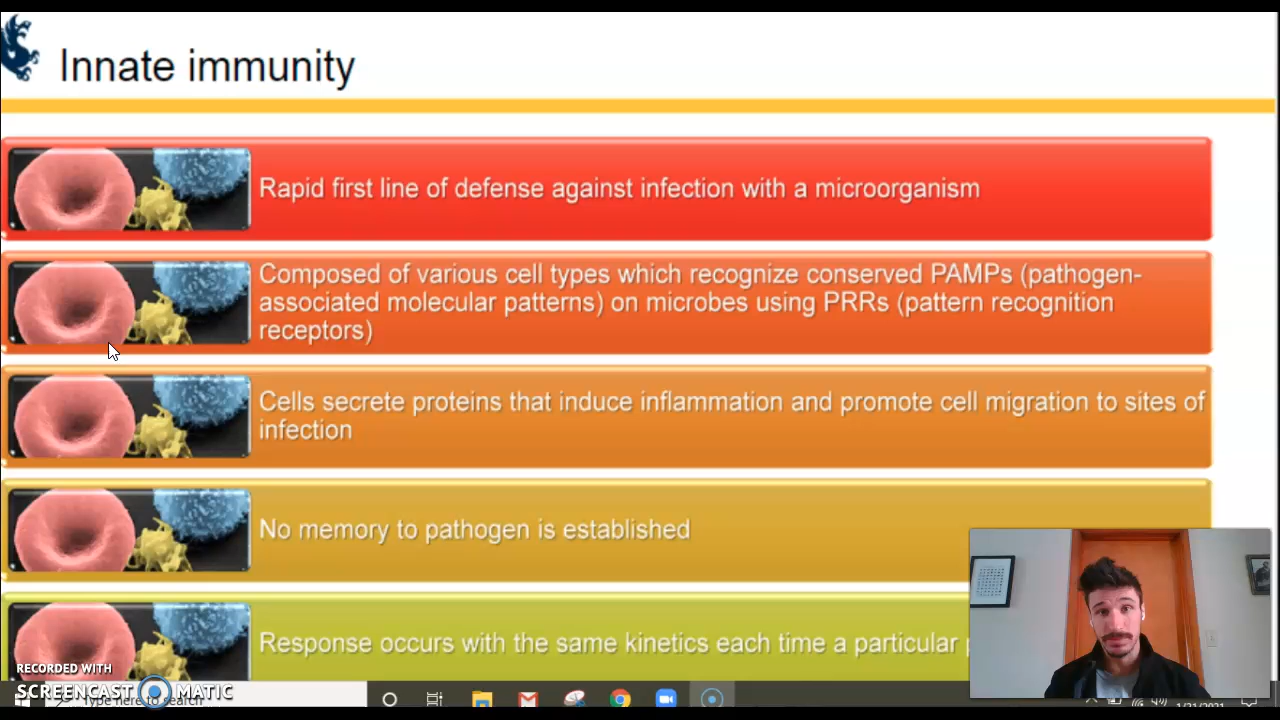 Innate immunity
Rapid first line of defense against infection with a microorganism
Composed of various cell types which recognize conserved PAMPs (pathogen-
associated molecular patterns) on microbes using PRRs (pattern recognition
receptors)
Cells secrete proteins that induce inflammation and promote cell migration to sites of
infection
No memory to pathogen is established
Response occurs with the same kinetics each time a particular
RECORDED WITH
SCREENCAST MATIC
Type here to search
1/21/2021